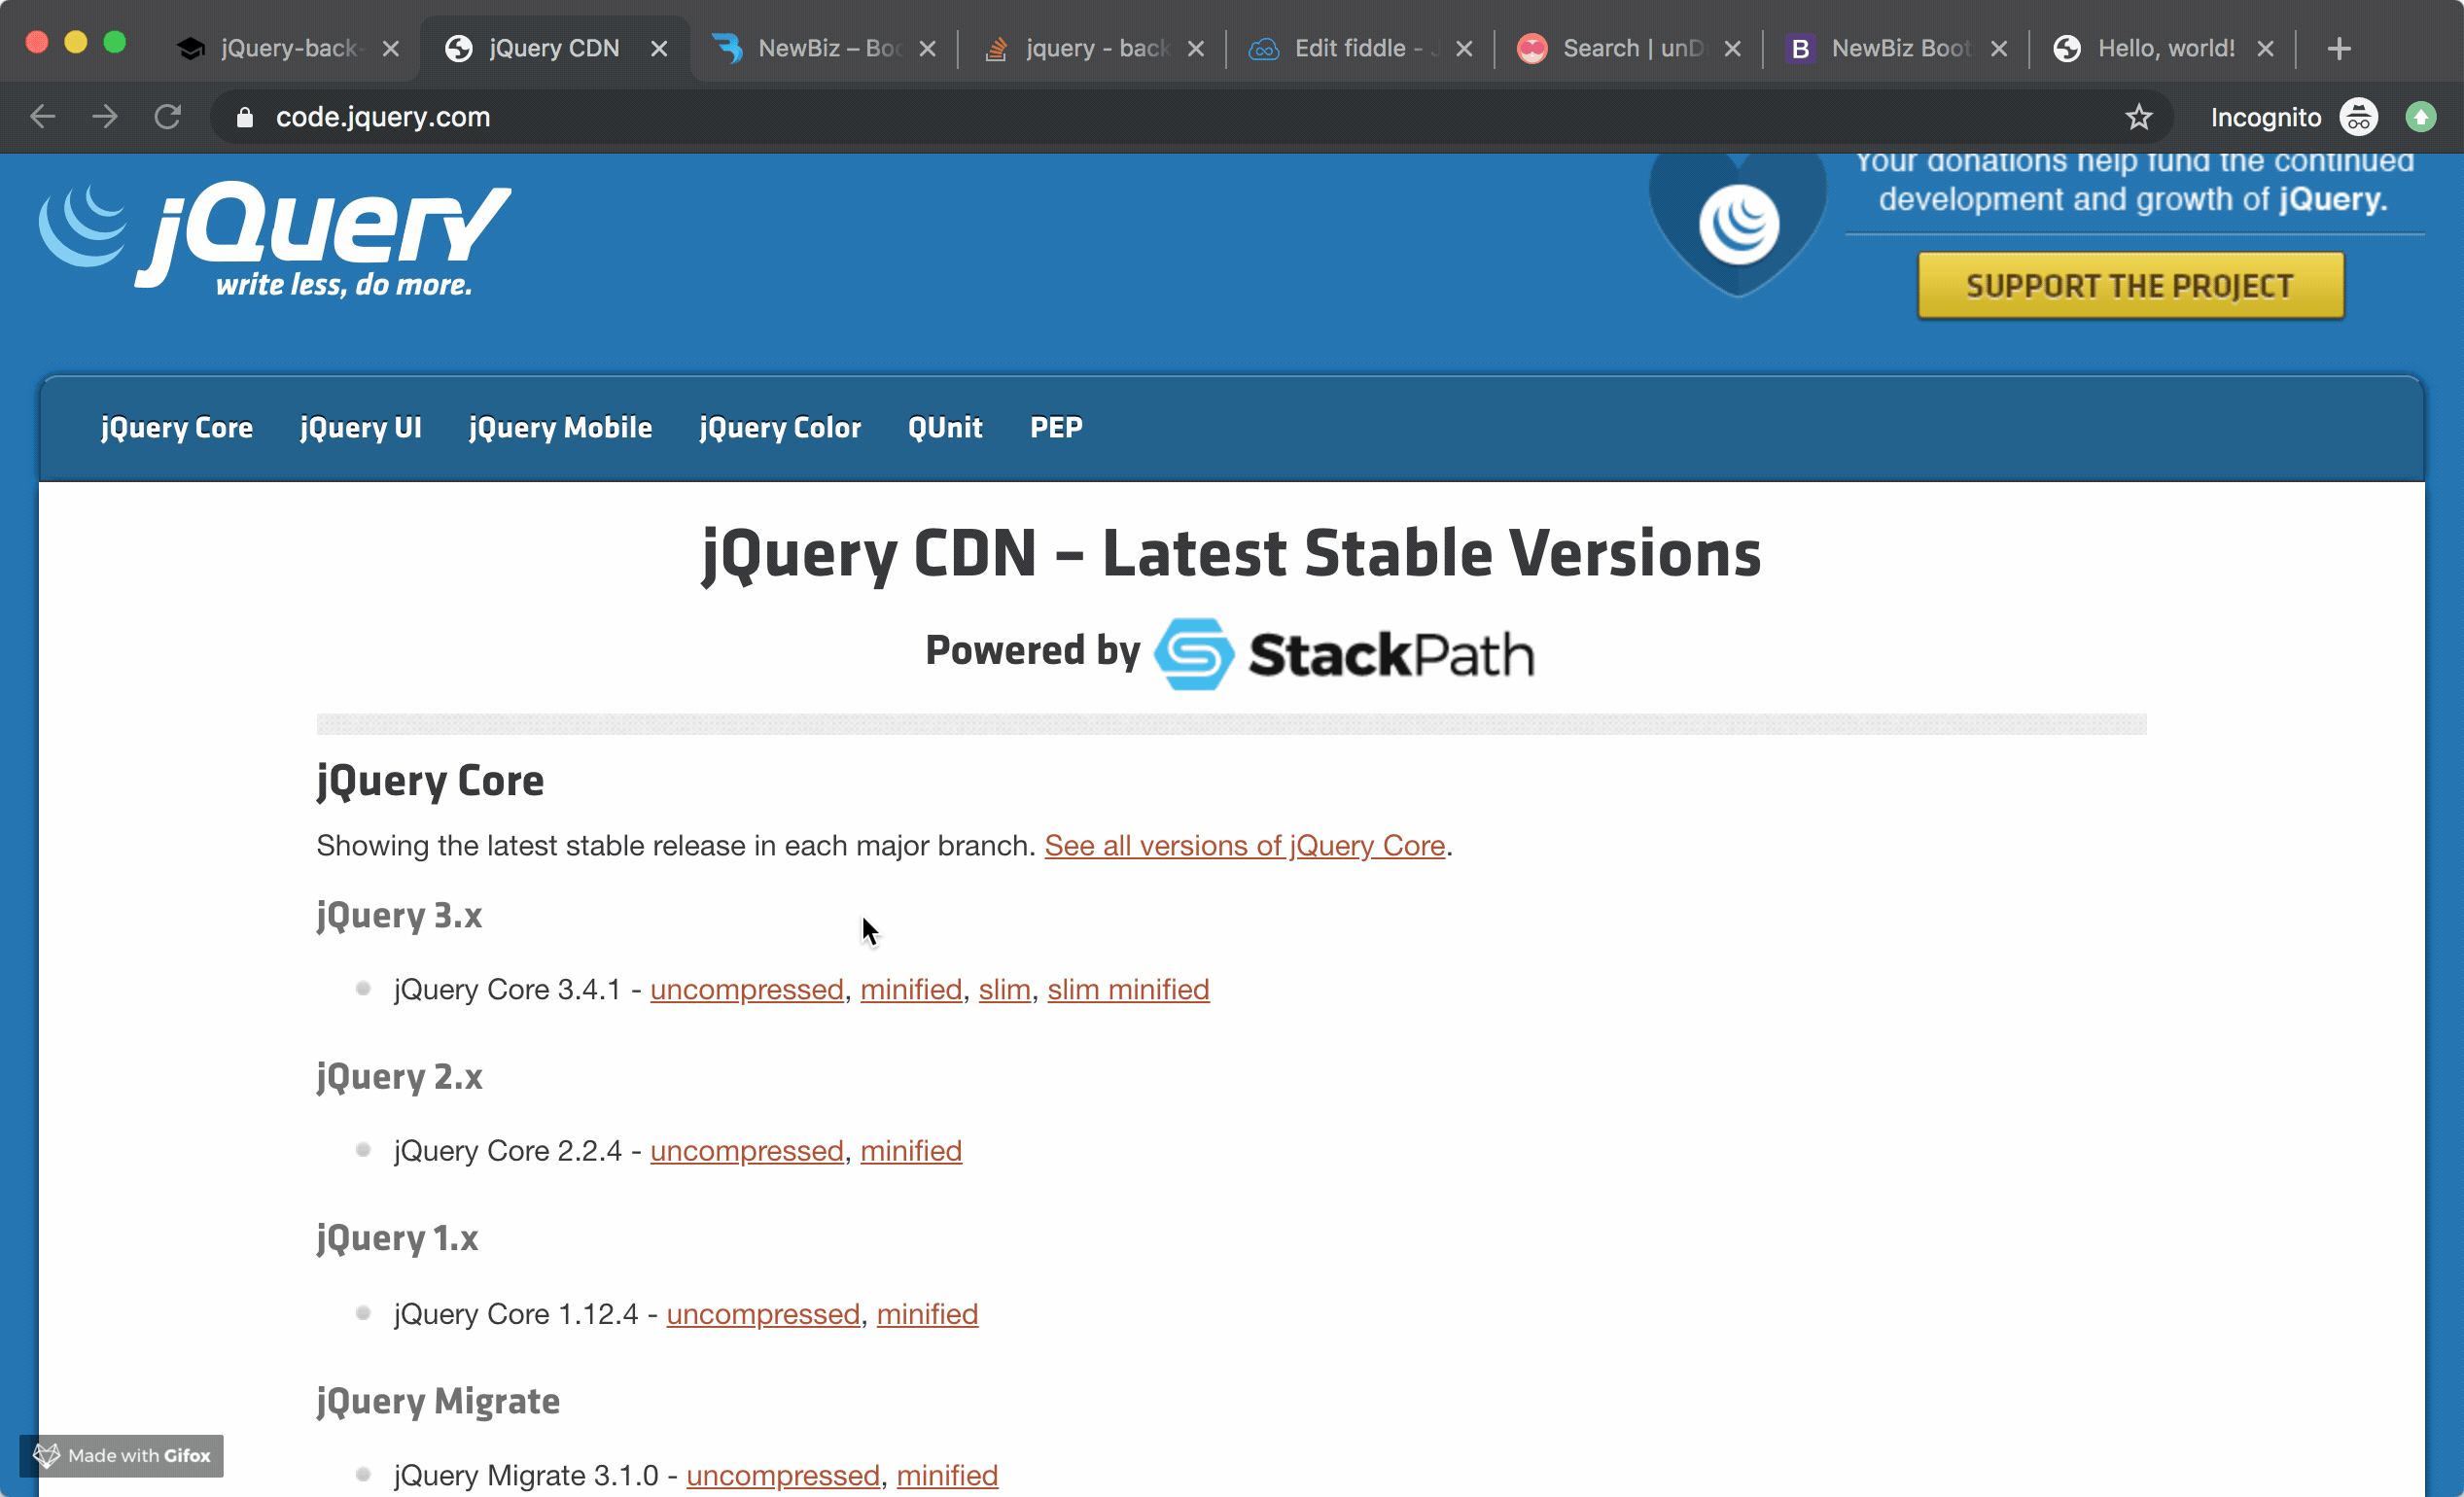 jQuery-back- jQuery CDN NewBiz – Boo jquery - back Edit fiddle - J Search | unD NewBiz Boot Hello, world!
code.jquery.com Incognito
jQuery
write less, do more.
Your donations help fund the continued
development and growth of jQuery.
SUPPORT THE PROJECT
jQuery Core jQuery UI jQuery Mobile jQuery Color QUnit PEP
jQuery CDN – Latest Stable Versions
Powered by StackPath
jQuery Core
Showing the latest stable release in each major branch. See all versions of jQuery Core.
jQuery 3.x
jQuery Core 3.4.1 - uncompressed, minified, slim, slim minified
jQuery 2.x
jQuery Core 2.2.4 - uncompressed, minified
jQuery 1.x
jQuery Core 1.12.4 - uncompressed, minified
jQuery Migrate
Made with Gifox
jQuery Migrate 3.1.0 - uncompressed, minified